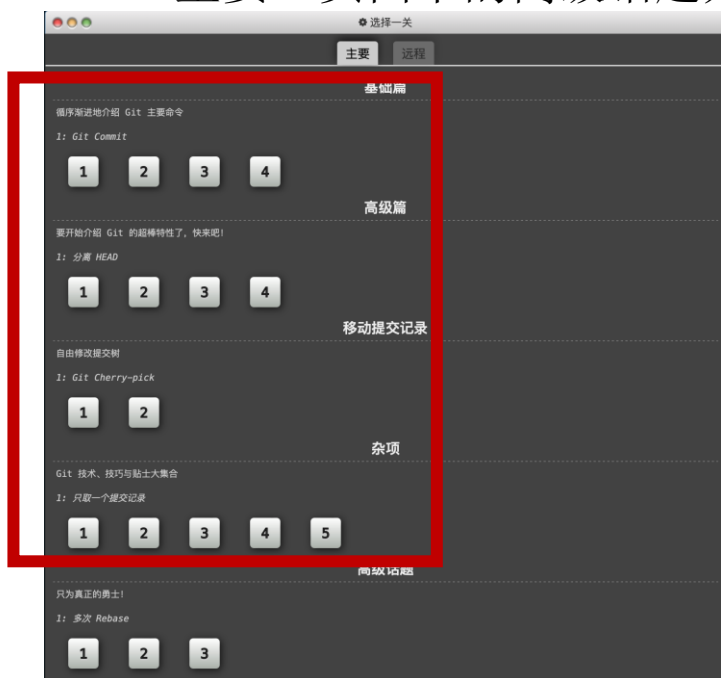 选择一关
主要 远程
基础篇
循序渐进地介绍 Git 主要命令
1: Git Commit
1 2 3 4
高级篇
要开始介绍 Git 的超棒特性了，快来吧！
1: 分离 HEAD
1 2 3 4
移动提交记录
自由修改提交树
1: Git Cherry-pick
1 2
杂项
Git 技术、技巧与贴士大集合
1: 只取一个提交记录
1 2 3 4 5
高级话题
只为真正的勇士！
1: 多次 Rebase
1 2 3